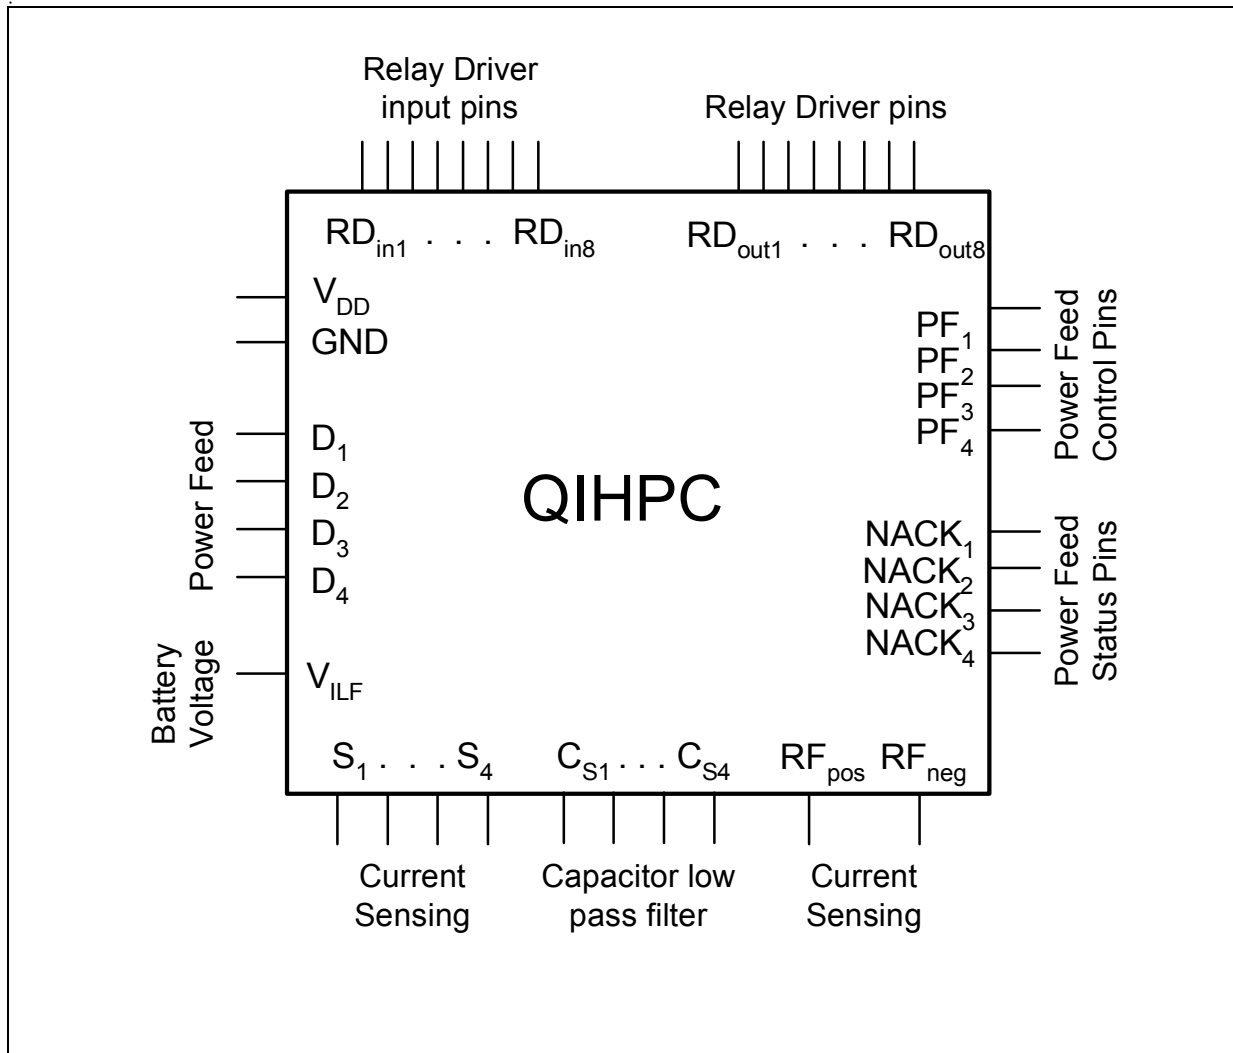 Relay Driver
input pins
Relay Driver pins
RDin1 . . . RDin8
RDout1 . . . RDout8
VDD
GND
Power Feed
D1
D2
D3
D4
QIHPC
PF1
PF2
PF3
PF4
Power Feed
Control Pins
NACK1
NACK2
NACK3
NACK4
Power Feed
Status Pins
Battery
Voltage
VILF
S1 . . . S4
CS1 . . . CS4
RFpos RFneg
Current
Sensing
Capacitor low
pass filter
Current
Sensing